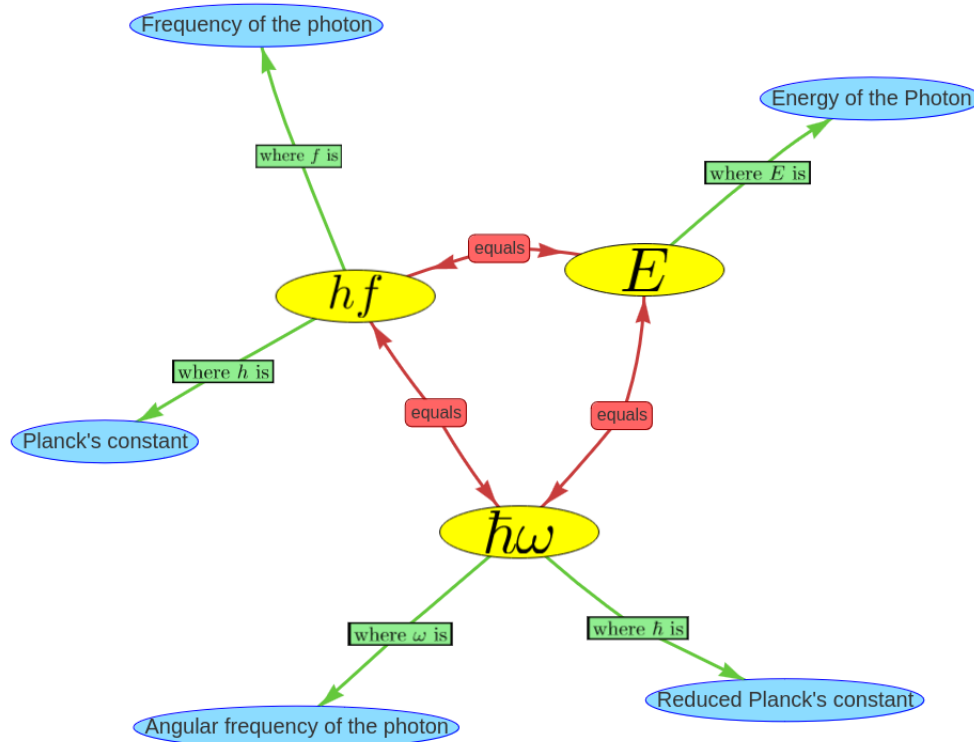 Frequency of the photon
Energy of the Photon
where f is
where E is
equals
E
hf
where h is
equals
equals
Planck's constant
ħω
where ω is
where ħ is
Reduced Planck's constant
Angular frequency of the photon